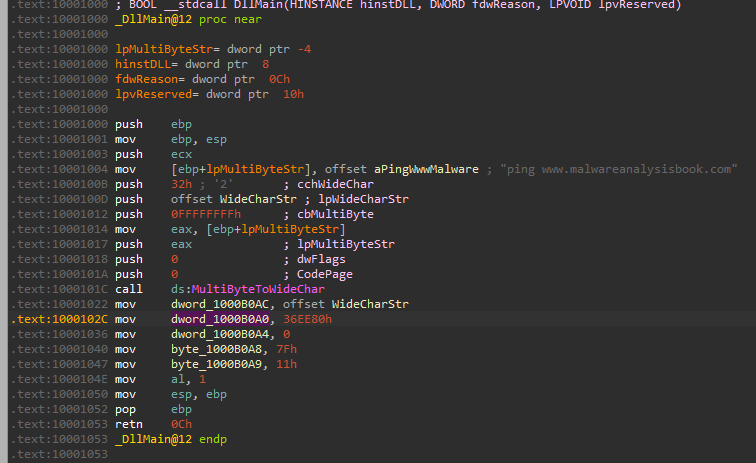 .text:10001000 ; BOOL __stdcall DllMain(HINSTANCE hinstDLL, DWORD fdwReason, LPVOID lpvReserved)
.text:10001000 _DllMain@12 proc near
.text:10001000
.text:10001000 lpMultiByteStr= dword ptr -4
.text:10001000 hinstDLL= dword ptr  8
.text:10001000 fdwReason= dword ptr  0Ch
.text:10001000 lpvReserved= dword ptr  10h
.text:10001000
.text:10001000 push    ebp
.text:10001001 mov     ebp, esp
.text:10001003 push    ecx
.text:10001004 mov     [ebp+lpMultiByteStr], offset aPingWwwMalware ; "ping www.malwareanalysisbook.com"
.text:1000100B push    32h ; '2'       ; cchWideChar
.text:1000100D push    offset WideCharStr ; lpWideCharStr
.text:10001012 push    0FFFFFFFFh      ; cbMultiByte
.text:10001014 mov     eax, [ebp+lpMultiByteStr]
.text:10001017 push    eax             ; lpMultiByteStr
.text:10001018 push    0               ; dwFlags
.text:1000101A push    0               ; CodePage
.text:1000101C call    ds:MultiByteToWideChar
.text:10001022 mov     dword_1000B0AC, offset WideCharStr
.text:1000102C mov     dword_1000B0A0, 36EE80h
.text:10001036 mov     dword_1000B0A4, 0
.text:10001040 mov     byte_1000B0A8, 7Fh
.text:10001047 mov     byte_1000B0A9, 11h
.text:1000104E mov     al, 1
.text:10001050 mov     esp, ebp
.text:10001052 pop     ebp
.text:10001053 retn    0Ch
.text:10001053 _DllMain@12 endp
.text:10001053